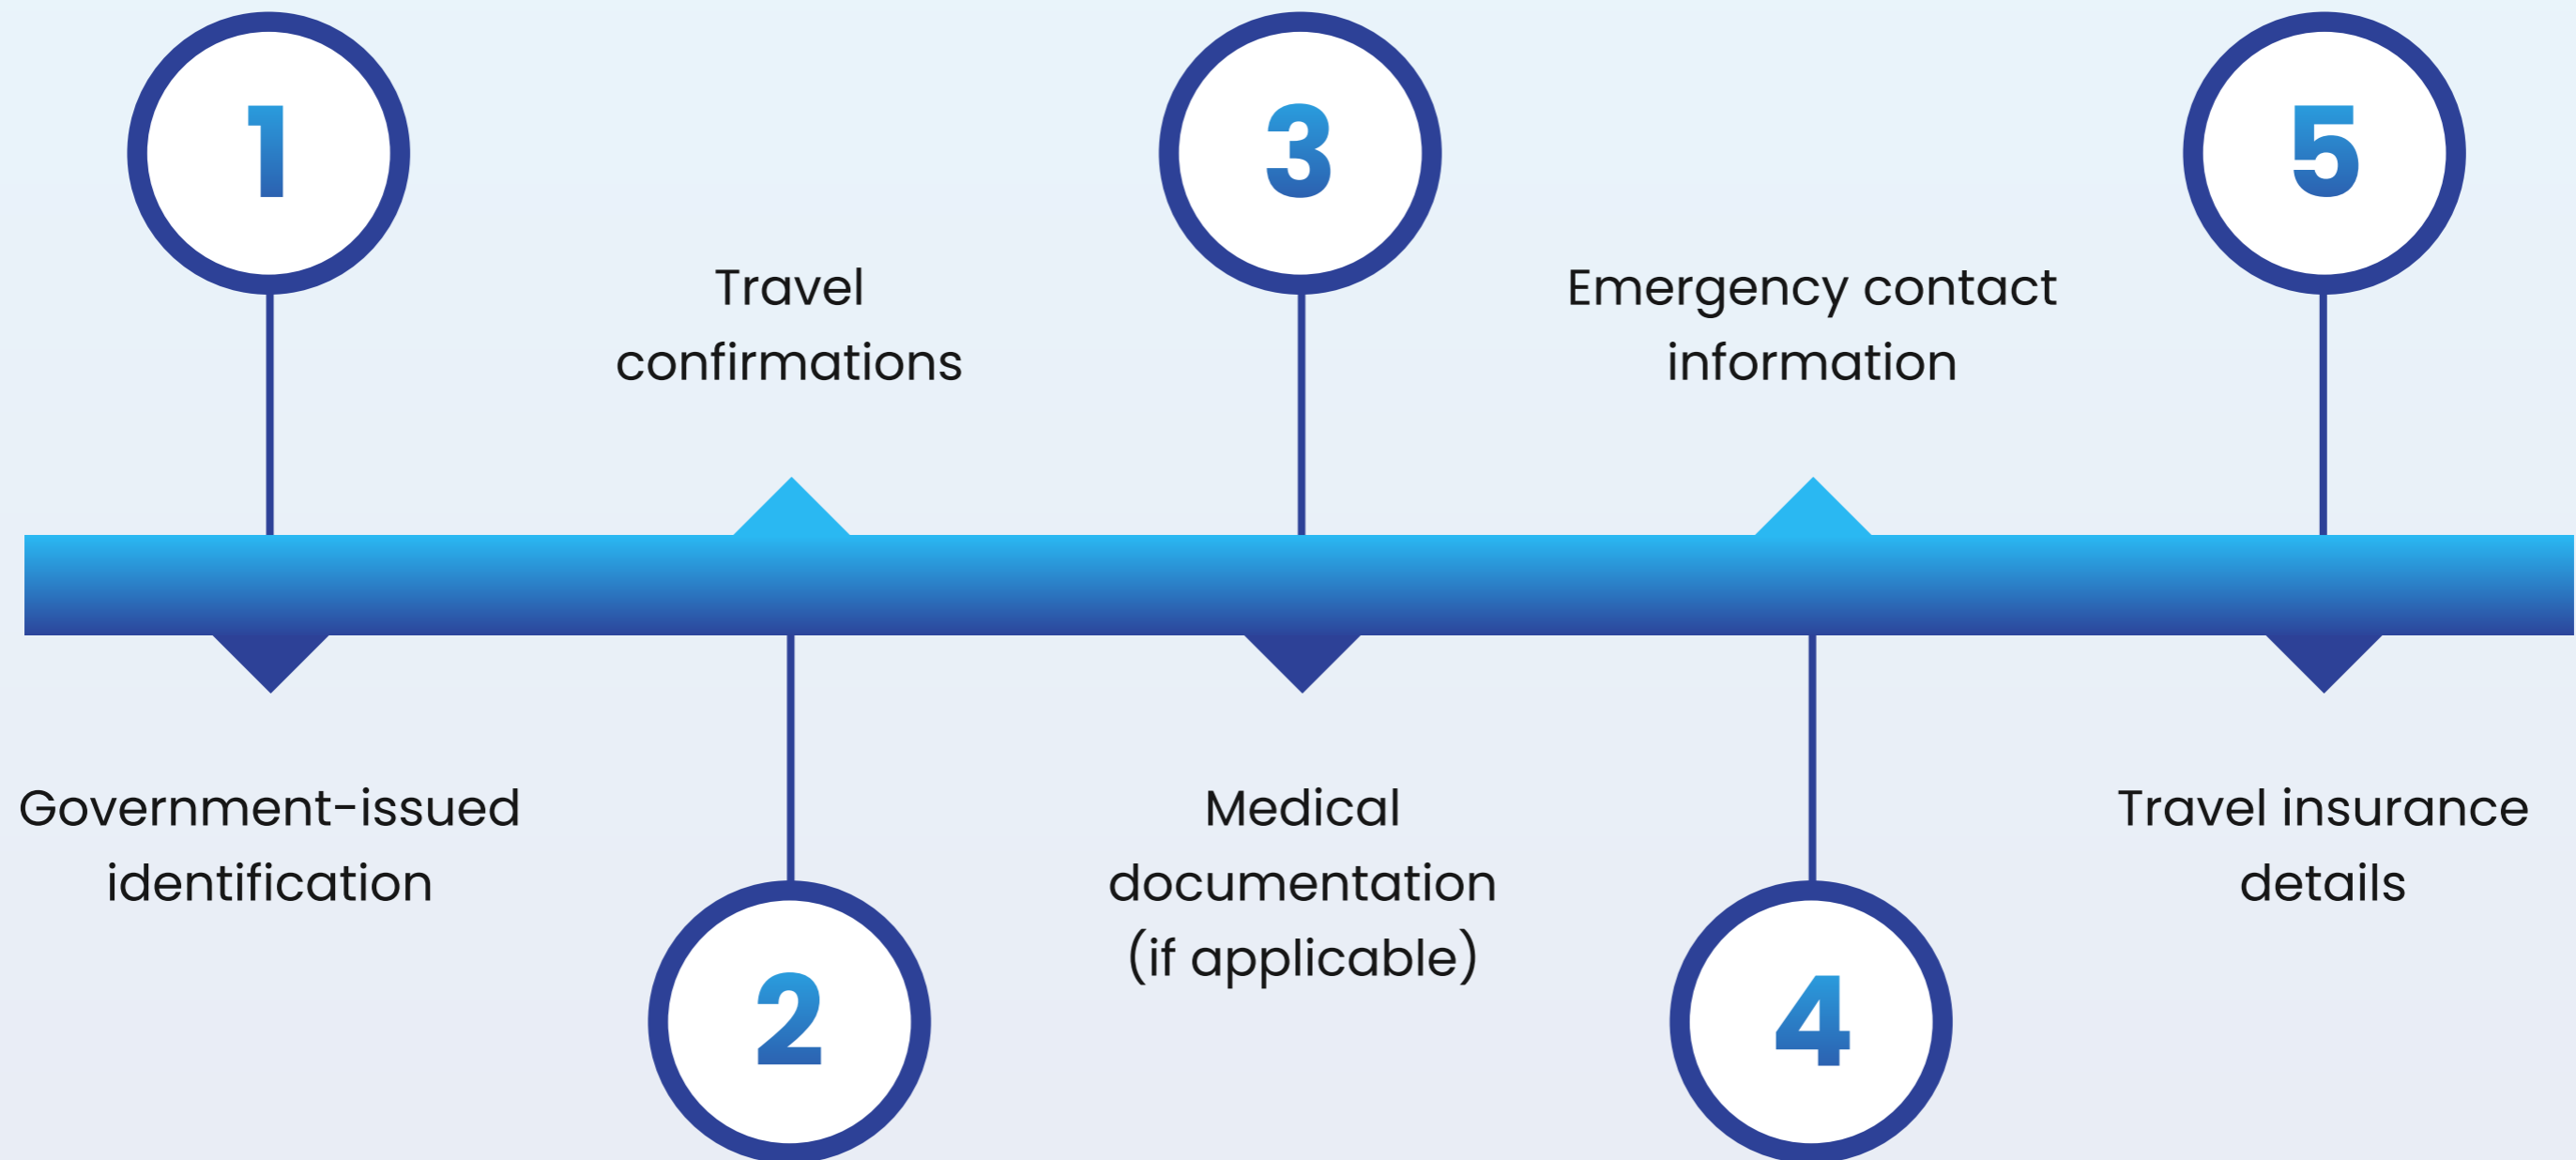 1
Government-issued
identification
2
Travel
confirmations
3
Medical
documentation
(if applicable)
4
Emergency contact
information
5
Travel insurance
details